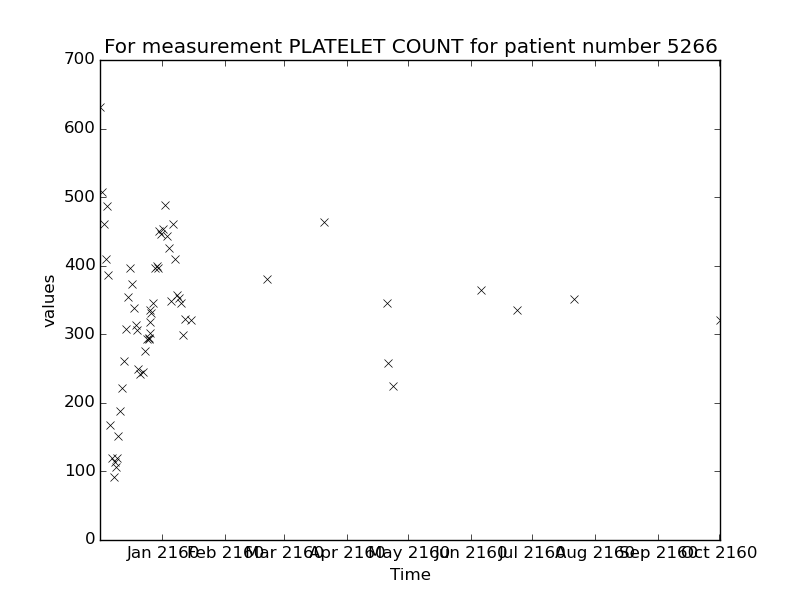 For measurement PLATELET COUNT for patient number 5266
700
600
500
400
300
200
100
0
values
Jan 2160 Feb 2160 Mar 2160 Apr 2160 May 2160 Jun 2160 Jul 2160 Aug 2160 Sep 2160 Oct 2160
Time